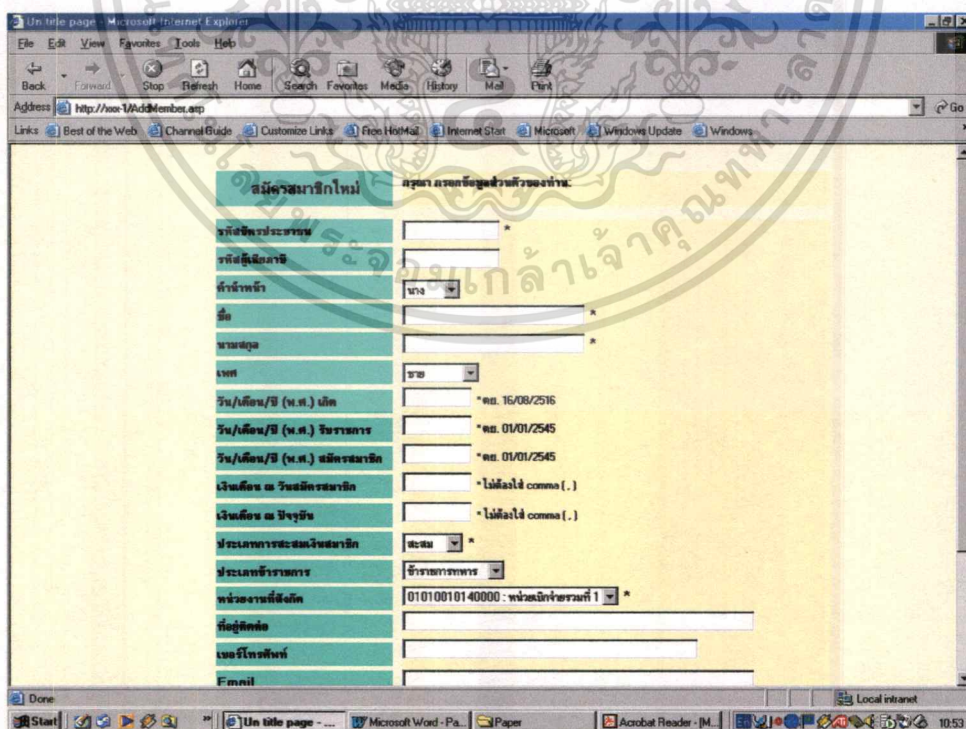 Un title page - Microsoft Internet Explorer
File Edit View Favorites Tools Help
Back Forward Stop Refresh Home Search Favorites Media History Mail Print
Address http://xxx-1/AddMember.asp Go
Links Best of the Web Channel Guide Customize Links Free HotMail Internet Start Microsoft Windows Update Windows
สมัครสมาชิกใหม่ กรุณา กรอกข้อมูลส่วนตัวของท่าน:
รหัสบัตรประชาชน *
รหัสผู้เสียภาษี
คำนำหน้า นาง
ชื่อ *
นามสกุล *
เพศ ชาย
วัน/เดือน/ปี (พ.ศ.) เกิด *ตย. 16/08/2516
วัน/เดือน/ปี (พ.ศ.) รับราชการ *ตย. 01/01/2545
วัน/เดือน/ปี (พ.ศ.) สมัครสมาชิก *ตย. 01/01/2545
เงินเดือน ณ วันสมัครสมาชิก *ไม่ต้องใส่ comma ( , )
เงินเดือน ณ ปัจจุบัน *ไม่ต้องใส่ comma ( , )
ประเภทการสะสมเงินสมาชิก สะสม *
ประเภทข้าราชการ ข้าราชการทหาร
หน่วยงานที่สังกัด 01010010140000 : หน่วยเบิกจ่ายรวมที่ 1 *
ที่อยู่ติดต่อ
เบอร์โทรศัพท์
Email
Done Local intranet
Start Un title page - ... Microsoft Word - Pa... Paper Acrobat Reader - [M... 10:53